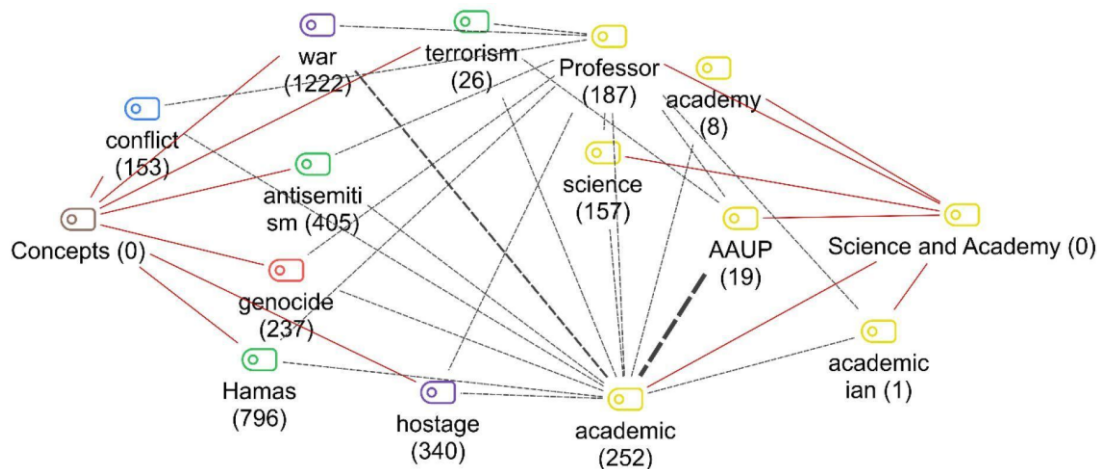 war
(1222)
terrorism
(26)
Professor
(187)
academy
(8)
conflict
(153)
antisemiti
sm (405)
science
(157)
Concepts (0)
AAUP
(19)
Science and Academy (0)
genocide
(237)
Hamas
(796)
hostage
(340)
academic
(252)
academic
ian (1)